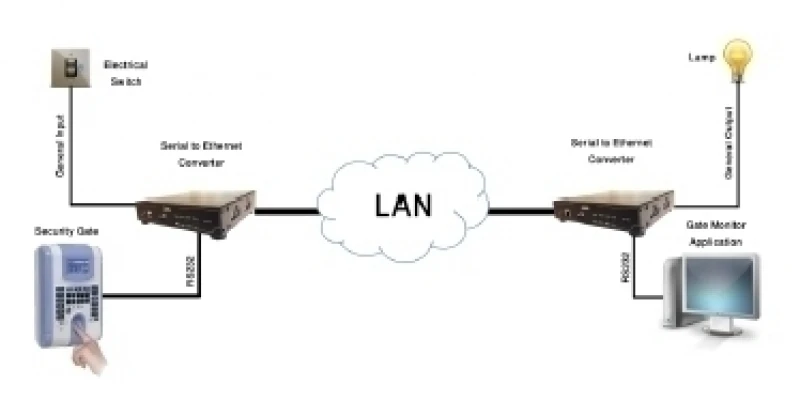 Electrical
Switch
Lamp
General Input
General Output
Serial to Ethernet
Converter
Serial to Ethernet
Converter
LAN
Security Gate
RS232
RS232
Gate Monitor
Application